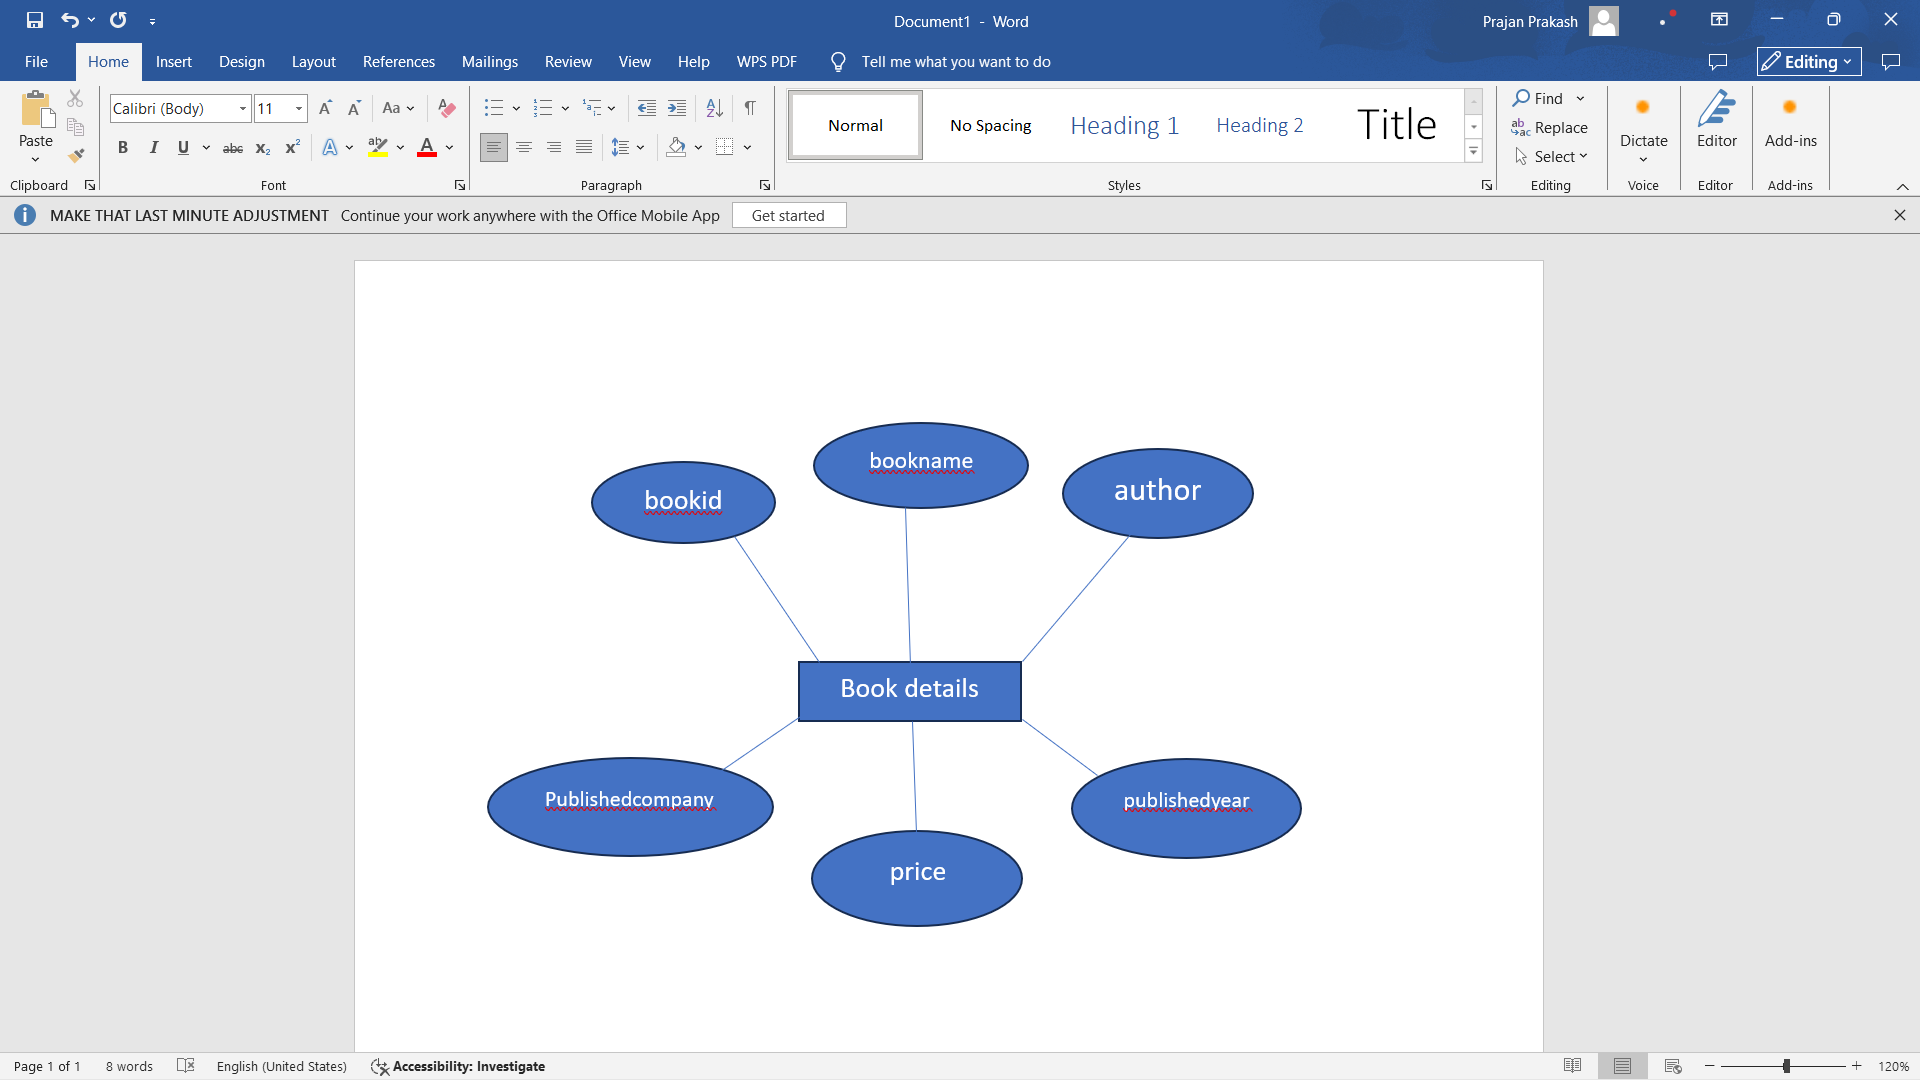 Document1 - Word
Prajan Prakash
File
Home
Insert
Design
Layout
References
Mailings
Review
View
Help
WPS PDF
Tell me what you want to do
Editing
Paste
Clipboard
Calibri (Body)
11
Aa
B I U abc x₂ x² A ab A
Font
Paragraph
Normal
No Spacing
Heading 1
Heading 2
Title
Styles
Find
Replace
Select
Editing
Dictate
Voice
Editor
Editor
Add-ins
Add-ins
MAKE THAT LAST MINUTE ADJUSTMENT Continue your work anywhere with the Office Mobile App Get started
bookname
author
bookid
Book details
Publishedcompany
publishedyear
price
Page 1 of 1
8 words
English (United States)
Accessibility: Investigate
120%